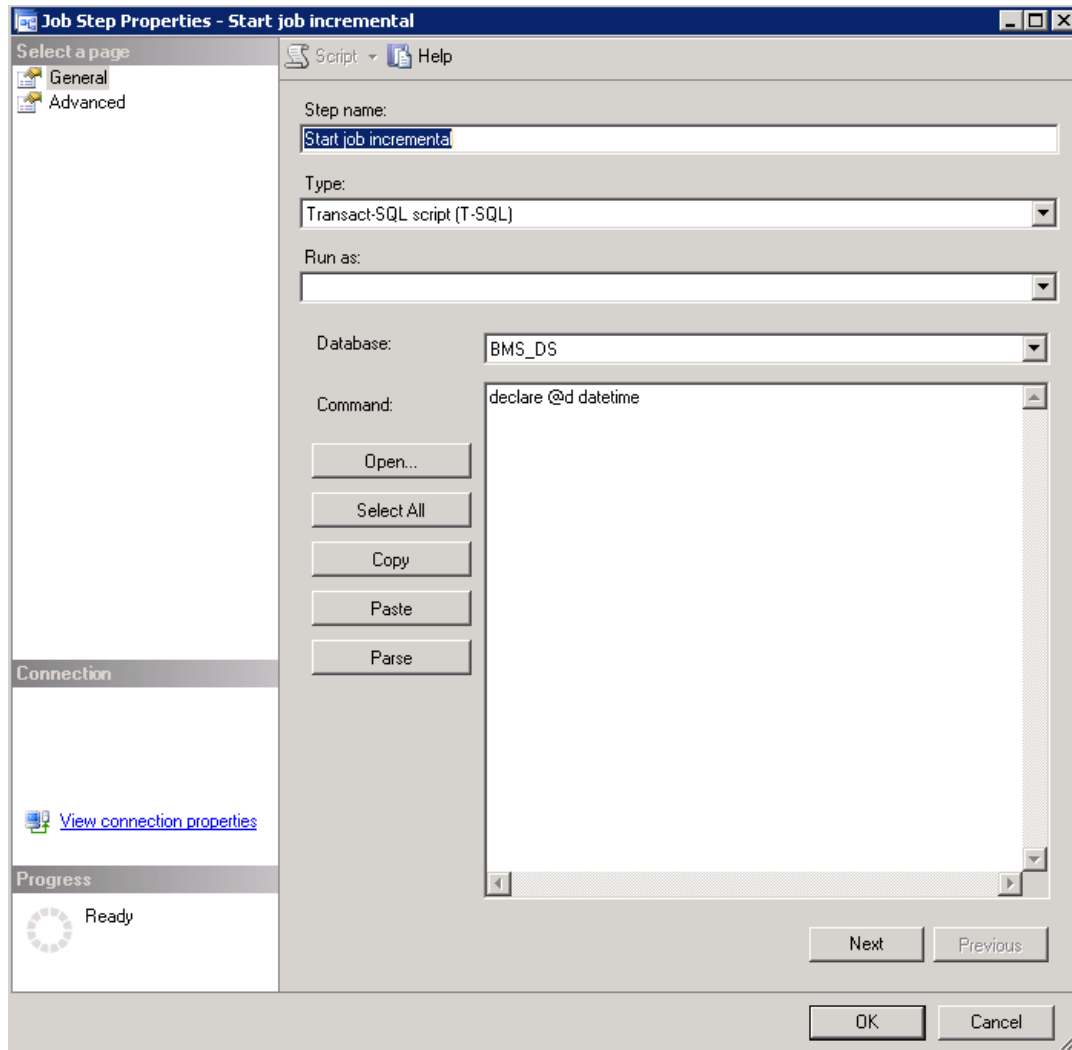 Job Step Properties - Start job incremental
Select a page
General
Advanced
Script
Help
Step name:
Start job incremental
Type:
Transact-SQL script (T-SQL)
Run as:
Database:
BMS_DS
Command:
declare @d datetime
Open...
Select All
Copy
Paste
Parse
Connection
View connection properties
Progress
Ready
Next
Previous
OK
Cancel